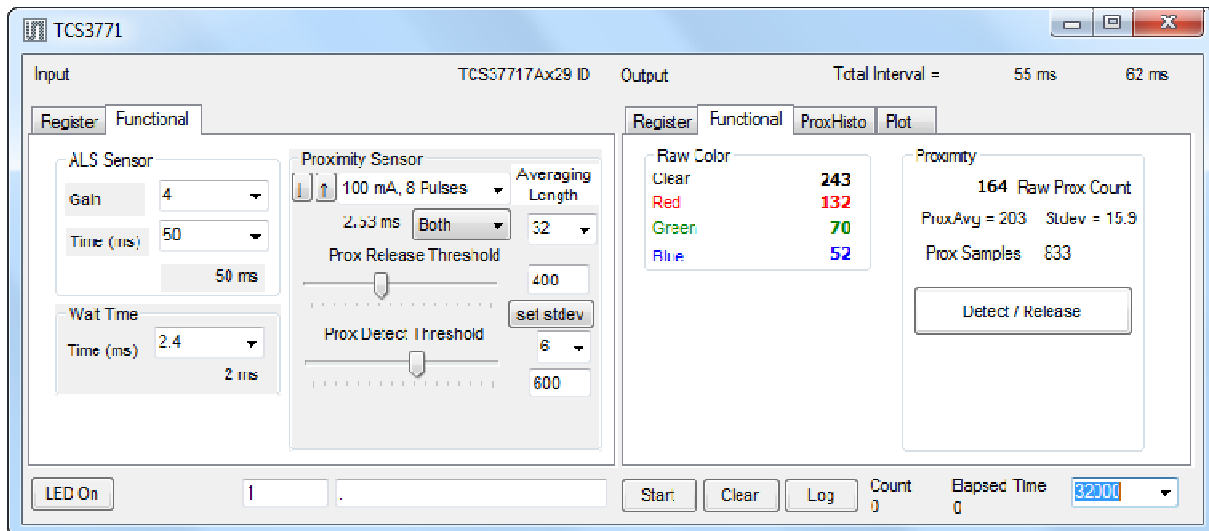 TCS3771
Input
TCS37717Ax29 ID
Register
Functional
ALS Sensor
Gain
4
Time (ms)
50
50 ms
Wait Time
Time (ms)
2.4
2 ms
Proximity Sensor
100 mA, 8 Pulses
2.53 ms
Both
Averaging
Length
32
Prox Release Threshold
400
set stdev
Prox Detect Threshold
6
600
LED On
1
.
Output
Total Interval =
55 ms
62 ms
Register
Functional
ProxHisto
Plot
Raw Color
Clear
243
Red
132
Green
70
Blue
52
Proximity
164 Raw Prox Count
ProxAvg = 203 Stdev = 15.9
Prox Samples 833
Detect / Release
Start
Clear
Log
Count
0
Elapsed Time
0
32000